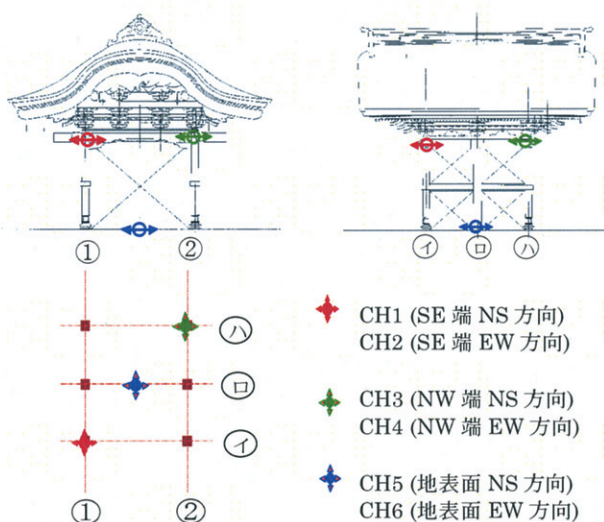 ① ②
㋑ ㋺ ㋩
㋩
㋺
㋑
① ②
CH1 (SE 端 NS 方向)
CH2 (SE 端 EW 方向)
CH3 (NW 端 NS 方向)
CH4 (NW 端 EW 方向)
CH5 (地表面 NS 方向)
CH6 (地表面 EW 方向)